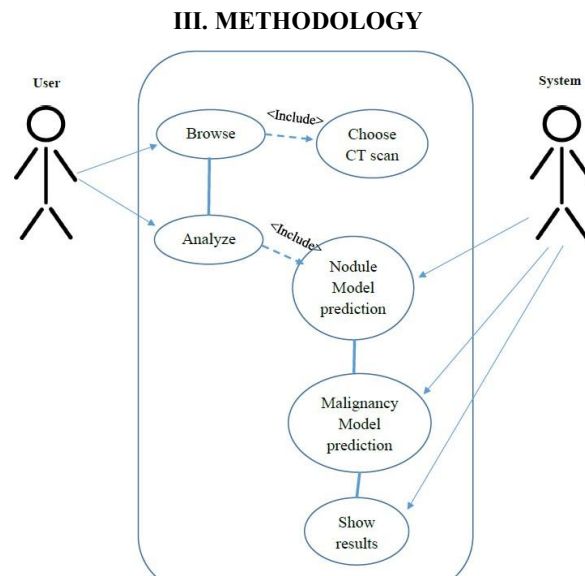 III. METHODOLOGY
User
System
<Include>
Browse
Choose
CT scan
Analyze
<Include>
Nodule
Model
prediction
Malignancy
Model
prediction
Show
results